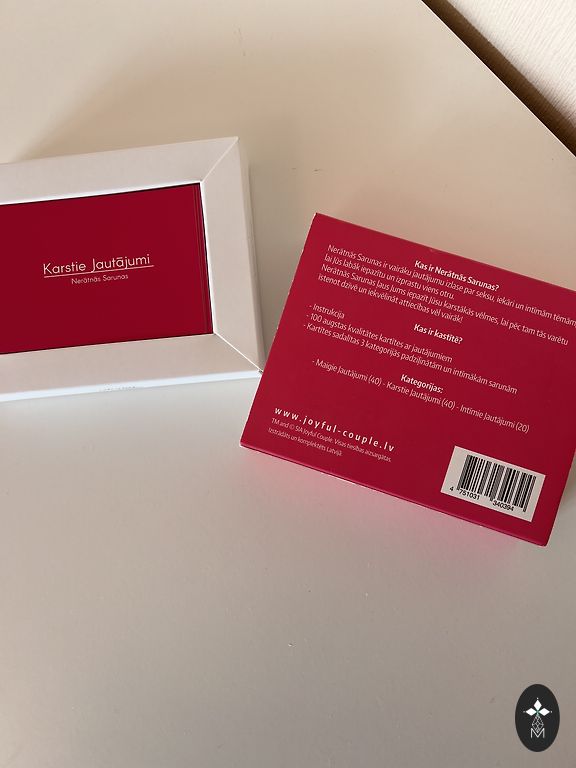 Karstie Jautājumi
Nerātnās Sarunas
Kas ir Nerātnās Sarunas?
Nerātnās Sarunas ir vairāku jautājumu izlase par seksu, iekāri un intīmām tēmām,
lai Jūs labāk iepazītu un izprastu viens otru.
Nerātnās Sarunas ļaus Jums iepazīt Jūsu karstākās vēlmes, lai pēc tam tās varētu
īstenot dzīvē un iekvēlināt attiecības vēl vairāk!
Kas ir kastītē?
- Instrukcija
- 100 augstas kvalitātes kartītes ar jautājumiem
- Kartītes sadalītas 3 kategorijās padziļinātām un intīmākām sarunām
Kategorijas:
- Maigie Jautājumi (40) - Karstie Jautājumi (40) - Intīmie Jautājumi (20)
www.joyful-couple.lv
TM and © SIA Joyful Couple. Visas tiesības aizsargātas.
Izstrādāts un komplektēts Latvijā
4 751031 340394
M